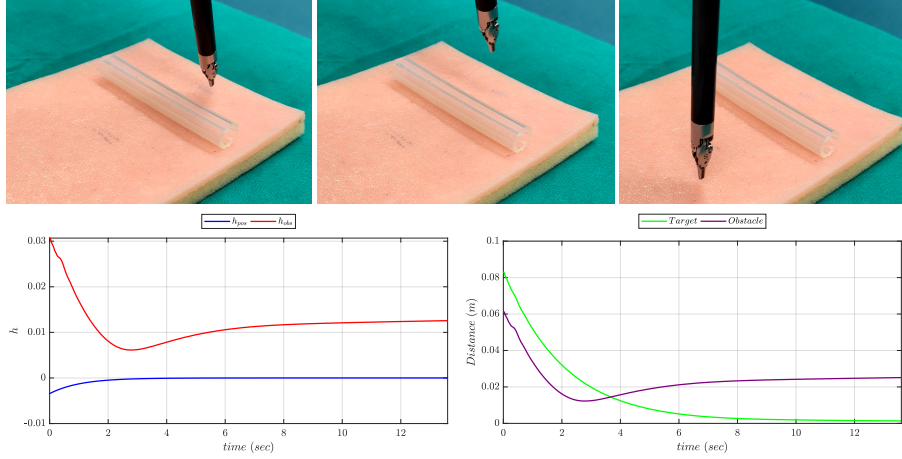 h_pos h_obs
Target Obstacle
0.03
0.02
0.01
0
-0.01
h
0 2 4 6 8 10 12
time (sec)
0.1
0.08
0.06
0.04
0.02
0
Distance (m)
0 2 4 6 8 10 12
time (sec)